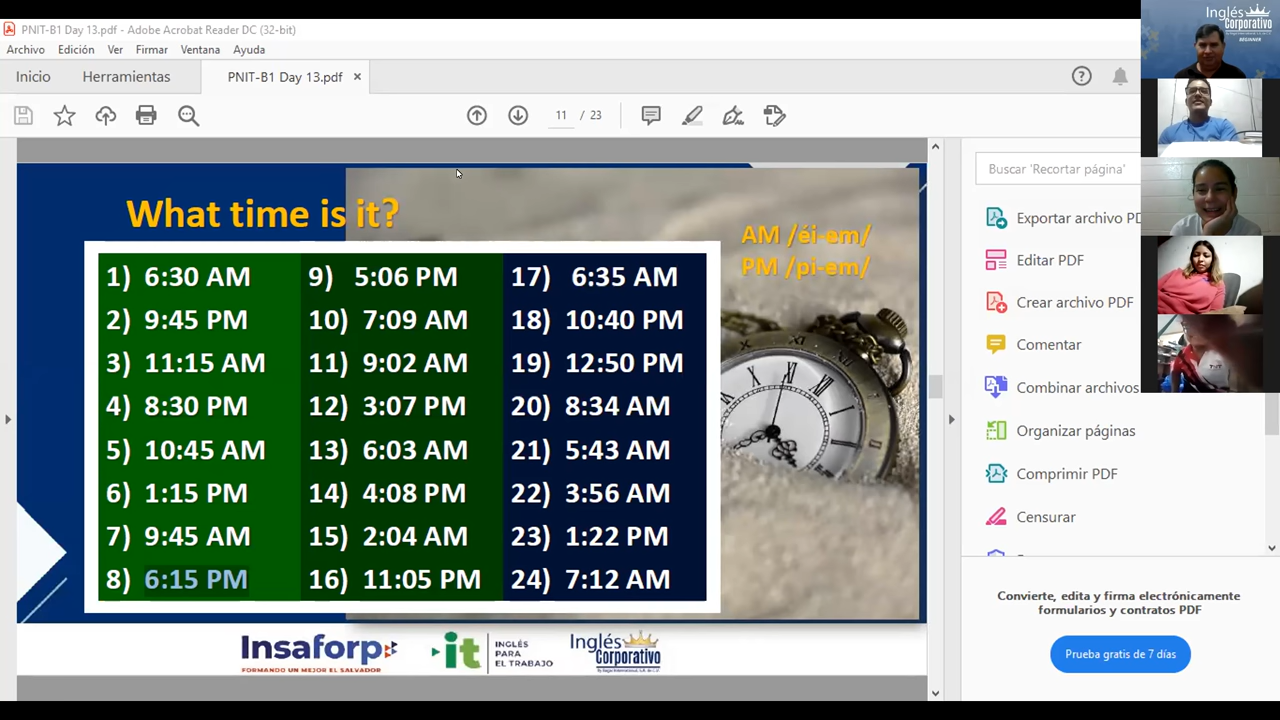 PNIT-B1 Day 13.pdf - Adobe Acrobat Reader DC (32-bit)
Archivo Edición Ver Firmar Ventana Ayuda
Inicio Herramientas PNIT-B1 Day 13.pdf ×
11 / 23
What time is it?
AM /éi-em/
PM /pi-em/
1) 6:30 AM
2) 9:45 PM
3) 11:15 AM
4) 8:30 PM
5) 10:45 AM
6) 1:15 PM
7) 9:45 AM
8) 6:15 PM
9) 5:06 PM
10) 7:09 AM
11) 9:02 AM
12) 3:07 PM
13) 6:03 AM
14) 4:08 PM
15) 2:04 AM
16) 11:05 PM
17) 6:35 AM
18) 10:40 PM
19) 12:50 PM
20) 8:34 AM
21) 5:43 AM
22) 3:56 AM
23) 1:22 PM
24) 7:12 AM
Insaforp
FORMANDO UN MEJOR EL SALVADOR
it
INGLÉS
PARA
EL TRABAJO
Inglés
Corporativo
Buscar 'Recortar página'
Exportar archivo PD
Editar PDF
Crear archivo PDF
Comentar
Combinar archivos
Organizar páginas
Comprimir PDF
Censurar
Convierte, edita y firma electrónicamente
formularios y contratos PDF
Prueba gratis de 7 días
Inglés
Corporativo
BEGINNER